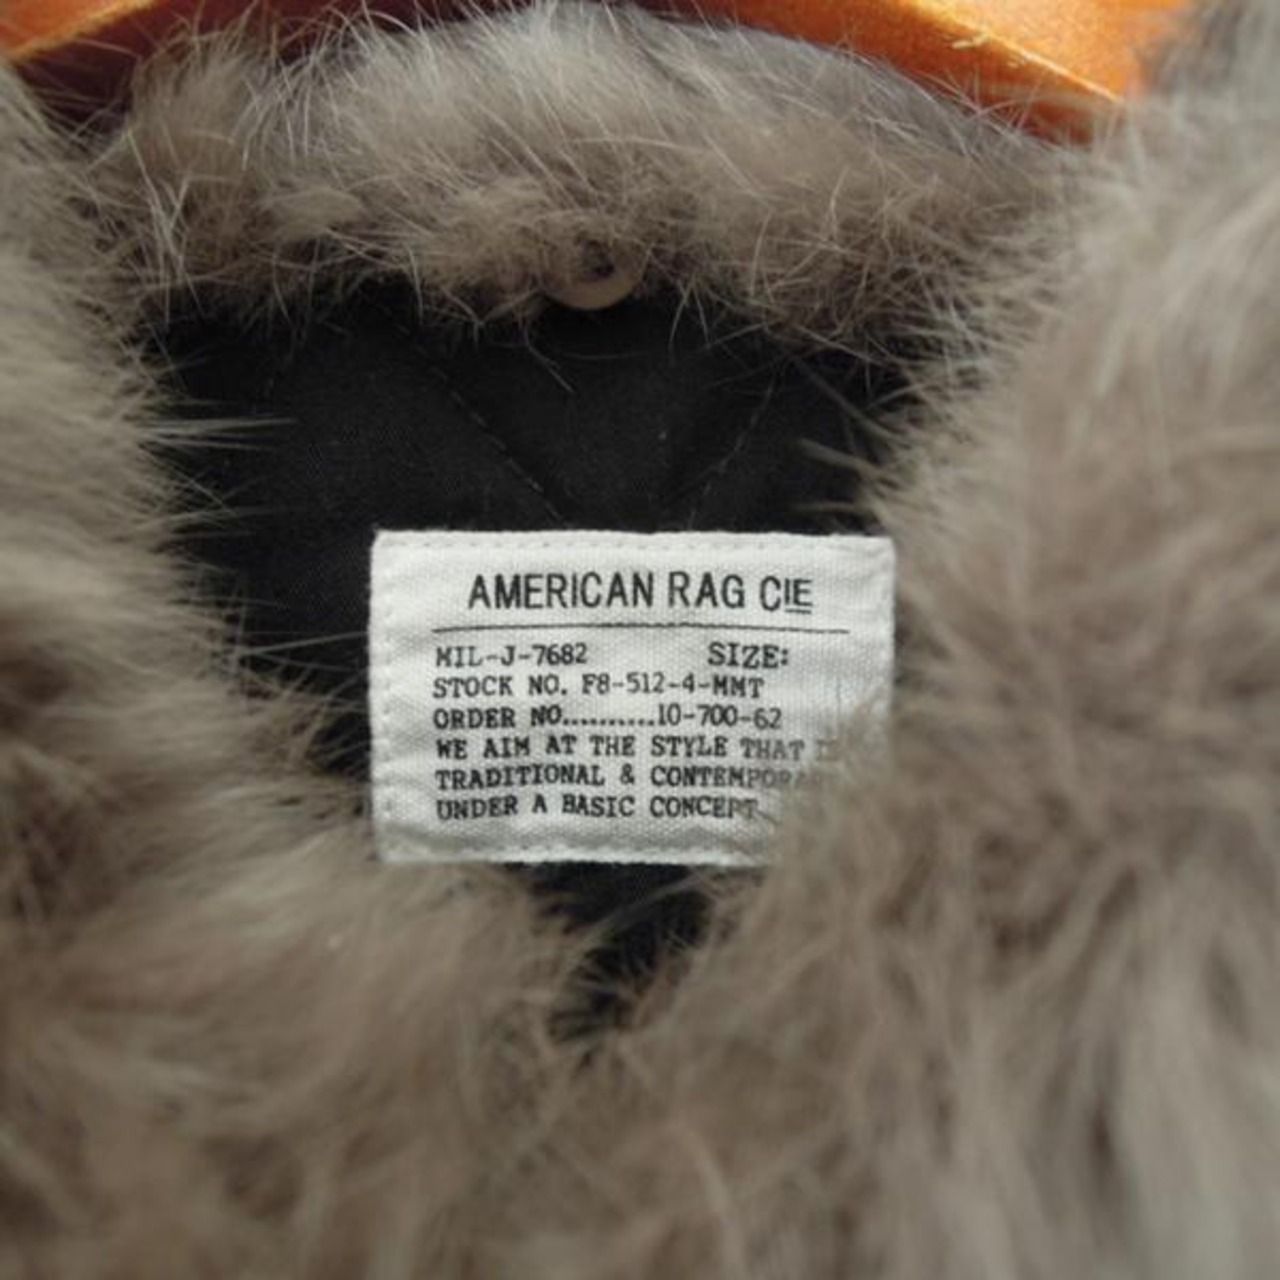 AMERICAN RAG CIE
MIL-J-7682 SIZE:
STOCK NO. F8-512-4-MMT
ORDER NO..........10-700-62
WE AIM AT THE STYLE THAT
TRADITIONAL &
UNDER A BASIC CONCEPT